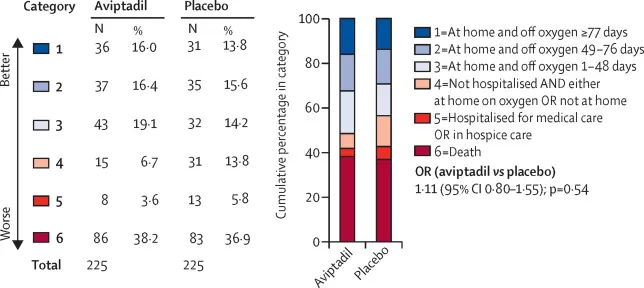 Category Aviptadil Placebo
N % N %
Better
1 36 16·0 31 13·8
2 37 16·4 35 15·6
3 43 19·1 32 14·2
4 15 6·7 31 13·8
5 8 3·6 13 5·8
6 86 38·2 83 36·9
Worse
Total 225 225
Cumulative percentage in category
100
80
60
40
20
0
Aviptadil
Placebo
1=At home and off oxygen ≥77 days
2=At home and off oxygen 49–76 days
3=At home and off oxygen 1–48 days
4=Not hospitalised AND either
at home on oxygen OR not at home
5=Hospitalised for medical care
OR in hospice care
6=Death
OR (aviptadil vs placebo)
1·11 (95% CI 0·80–1·55); p=0·54